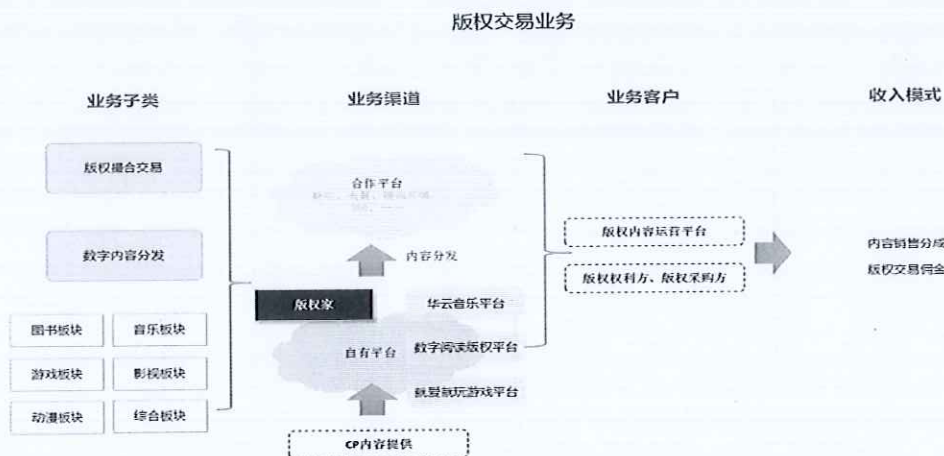 版权交易业务
业务子类
业务渠道
业务客户
收入模式
版权撮合交易
数字内容分发
图书板块
音乐板块
游戏板块
影视板块
动漫板块
综合板块
合作平台
内容分发
版权家
自有平台
华云音乐平台
数字阅读版权平台
就爱就玩游戏平台
CP内容提供
版权内容运营平台
版权权利方、版权采购方
内容销售分成
版权交易佣金